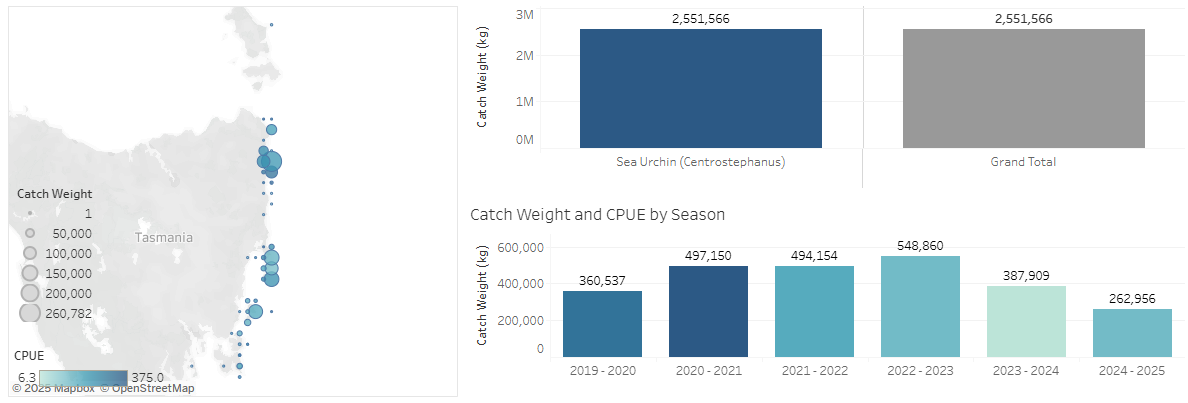 Tasmania
Catch Weight
1
50,000
100,000
150,000
200,000
260,782
CPUE
6.3
375.0
© 2025 Mapbox © OpenStreetMap
Catch Weight (kg)
3M
2M
1M
0M
2,551,566
2,551,566
Sea Urchin (Centrostephanus)
Grand Total
Catch Weight and CPUE by Season
Catch Weight (kg)
600,000
400,000
200,000
0
360,537
497,150
494,154
548,860
387,909
262,956
2019 - 2020
2020 - 2021
2021 - 2022
2022 - 2023
2023 - 2024
2024 - 2025